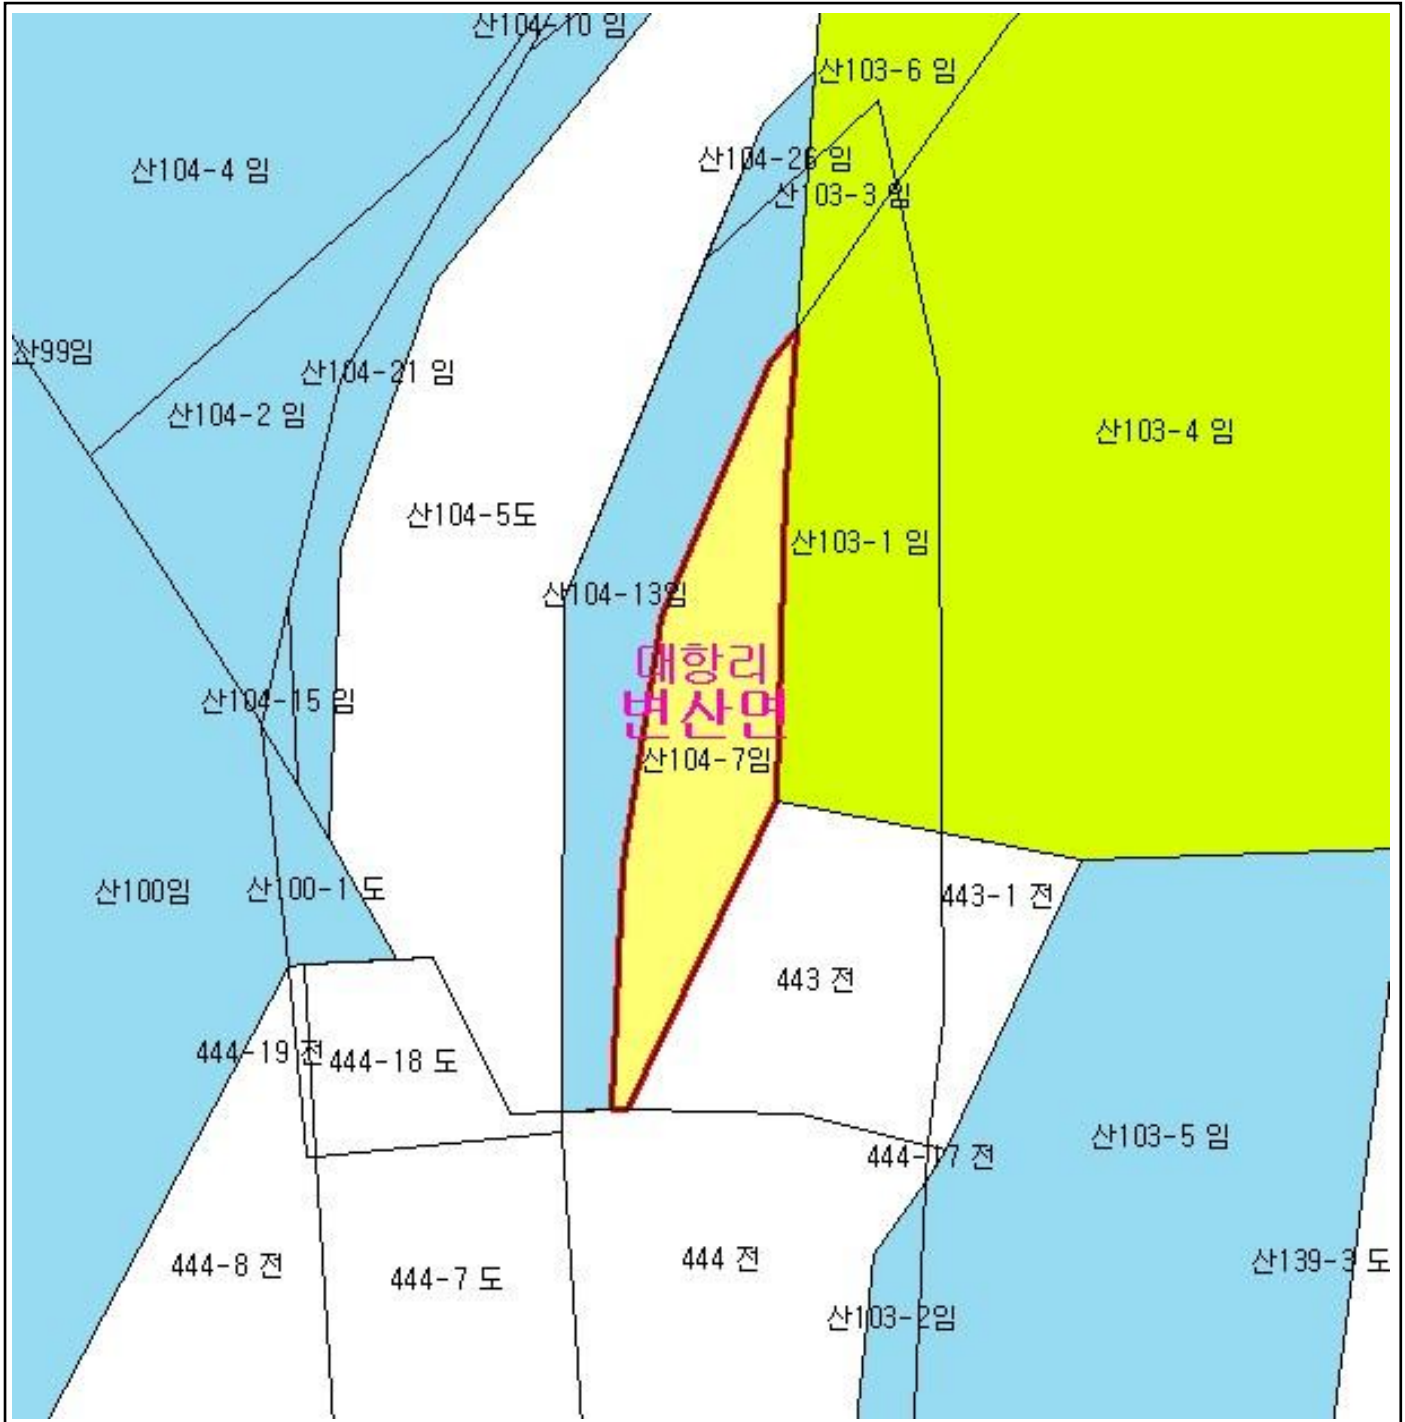 산104-10 임
산103-6 임
산104-4 임
산104-26 임
산103-3 임
산99임
산104-21 임
산104-2 임
산103-4 임
산104-5도
산103-1 임
산104-13임
대항리
변산면
산104-15 임
산104-7임
산100임
산100-1 도
443-1 전
443 전
444-19 전
444-18 도
산103-5 임
444-17 전
444-8 전
444-7 도
444 전
산139-3 도
산103-2임